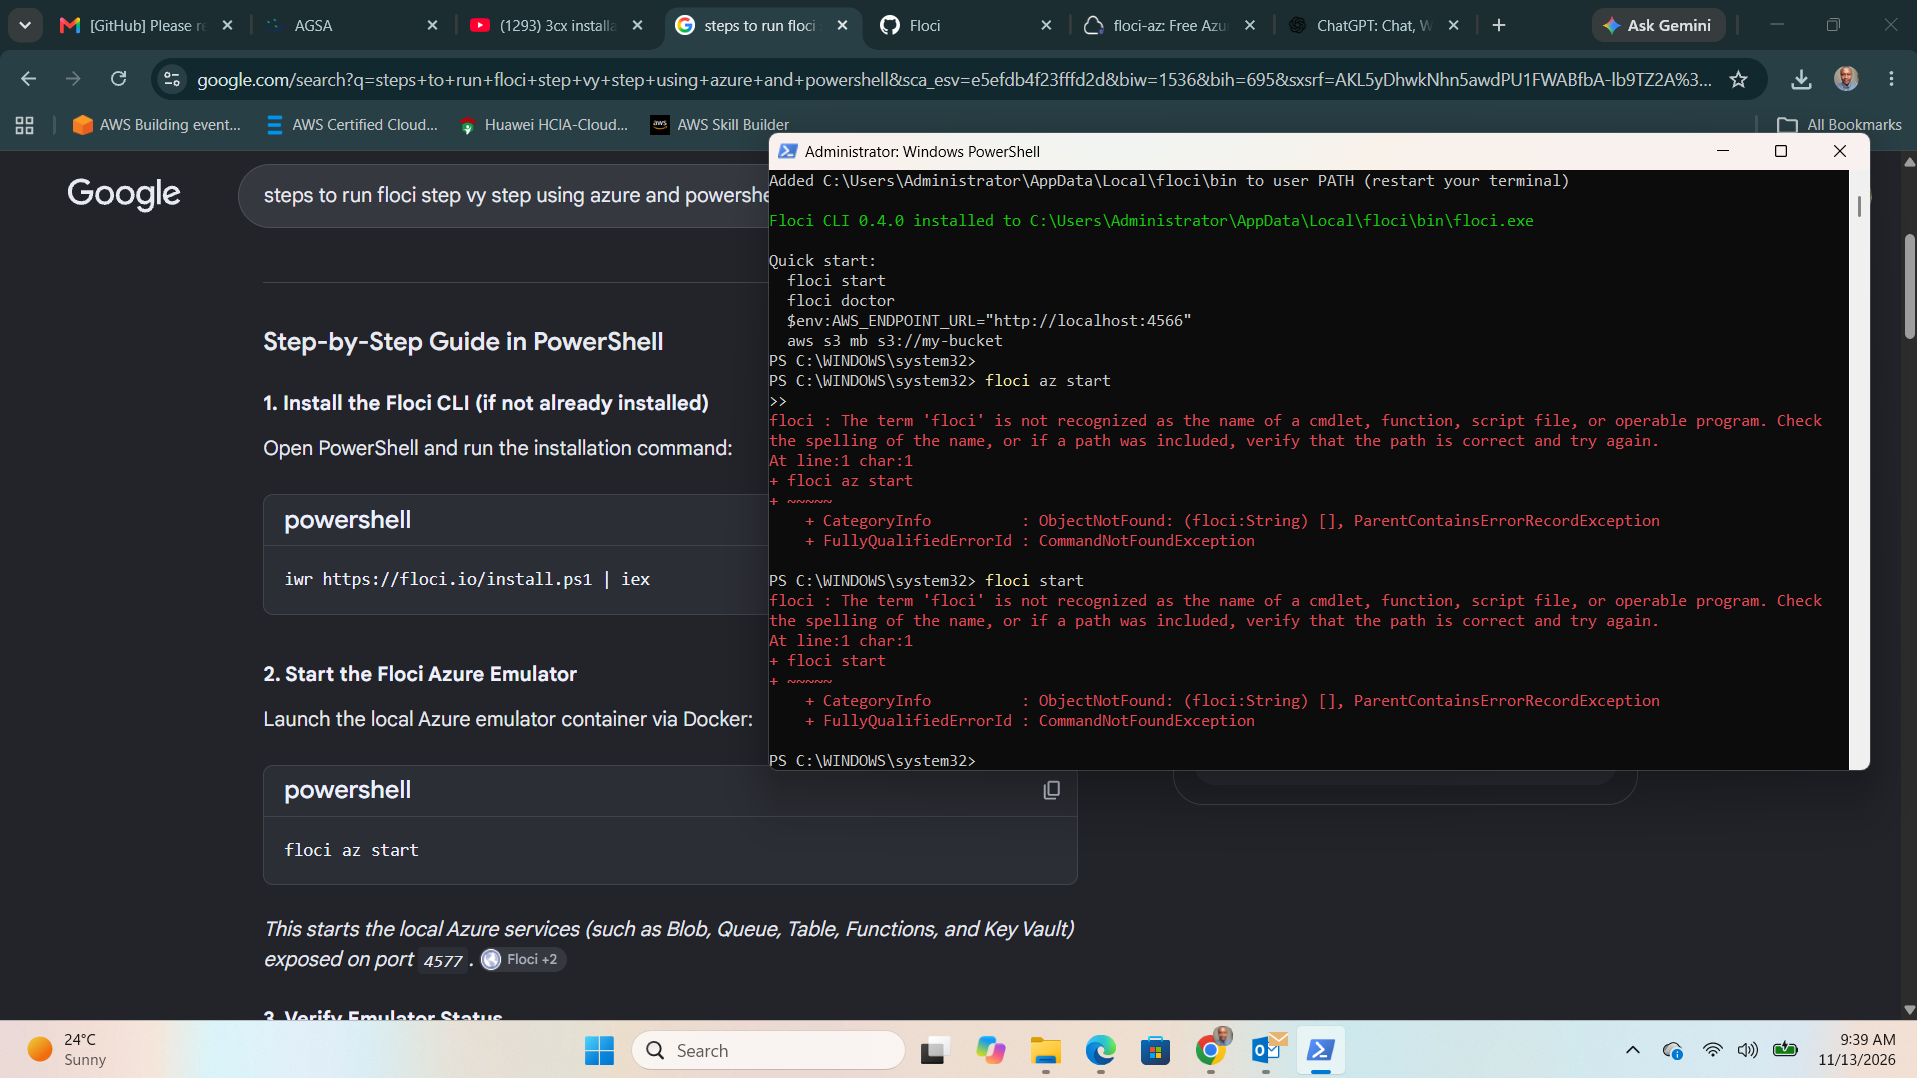 [GitHub] Please re
AGSA
(1293) 3cx installa
steps to run floci
Floci
floci-az: Free Azu
ChatGPT: Chat, W
Ask Gemini
google.com/search?q=steps+to+run+floci+step+vy+step+using+azure+and+powershell&sca_esv=e5efdb4f23fffd2d&biw=1536&bih=695&sxsrf=AKL5yDhwkNhn5awdPU1FWABfbA-lb9TZ2A%3...
AWS Building event...
AWS Certified Cloud...
Huawei HCIA-Cloud...
aws
AWS Skill Builder
All Bookmarks
Google
steps to run floci step vy step using azure and powershe
Step-by-Step Guide in PowerShell
1. Install the Floci CLI (if not already installed)
Open PowerShell and run the installation command:
powershell
iwr https://floci.io/install.ps1 | iex
2. Start the Floci Azure Emulator
Launch the local Azure emulator container via Docker:
powershell
floci az start
This starts the local Azure services (such as Blob, Queue, Table, Functions, and Key Vault)
exposed on port 4577 . Floci +2
3. Verify Emulator Status
Administrator: Windows PowerShell
Added C:\Users\Administrator\AppData\Local\floci\bin to user PATH (restart your terminal)
Floci CLI 0.4.0 installed to C:\Users\Administrator\AppData\Local\floci\bin\floci.exe
Quick start:
floci start
floci doctor
$env:AWS_ENDPOINT_URL="http://localhost:4566"
aws s3 mb s3://my-bucket
PS C:\WINDOWS\system32>
PS C:\WINDOWS\system32> floci az start
>>
floci : The term 'floci' is not recognized as the name of a cmdlet, function, script file, or operable program. Check
the spelling of the name, or if a path was included, verify that the path is correct and try again.
At line:1 char:1
+ floci az start
+ ~~~~~
+ CategoryInfo          : ObjectNotFound: (floci:String) [], ParentContainsErrorRecordException
+ FullyQualifiedErrorId : CommandNotFoundException
PS C:\WINDOWS\system32> floci start
floci : The term 'floci' is not recognized as the name of a cmdlet, function, script file, or operable program. Check
the spelling of the name, or if a path was included, verify that the path is correct and try again.
At line:1 char:1
+ floci start
+ ~~~~~
+ CategoryInfo          : ObjectNotFound: (floci:String) [], ParentContainsErrorRecordException
+ FullyQualifiedErrorId : CommandNotFoundException
PS C:\WINDOWS\system32>
24°C
Sunny
Search
9:39 AM
11/13/2026